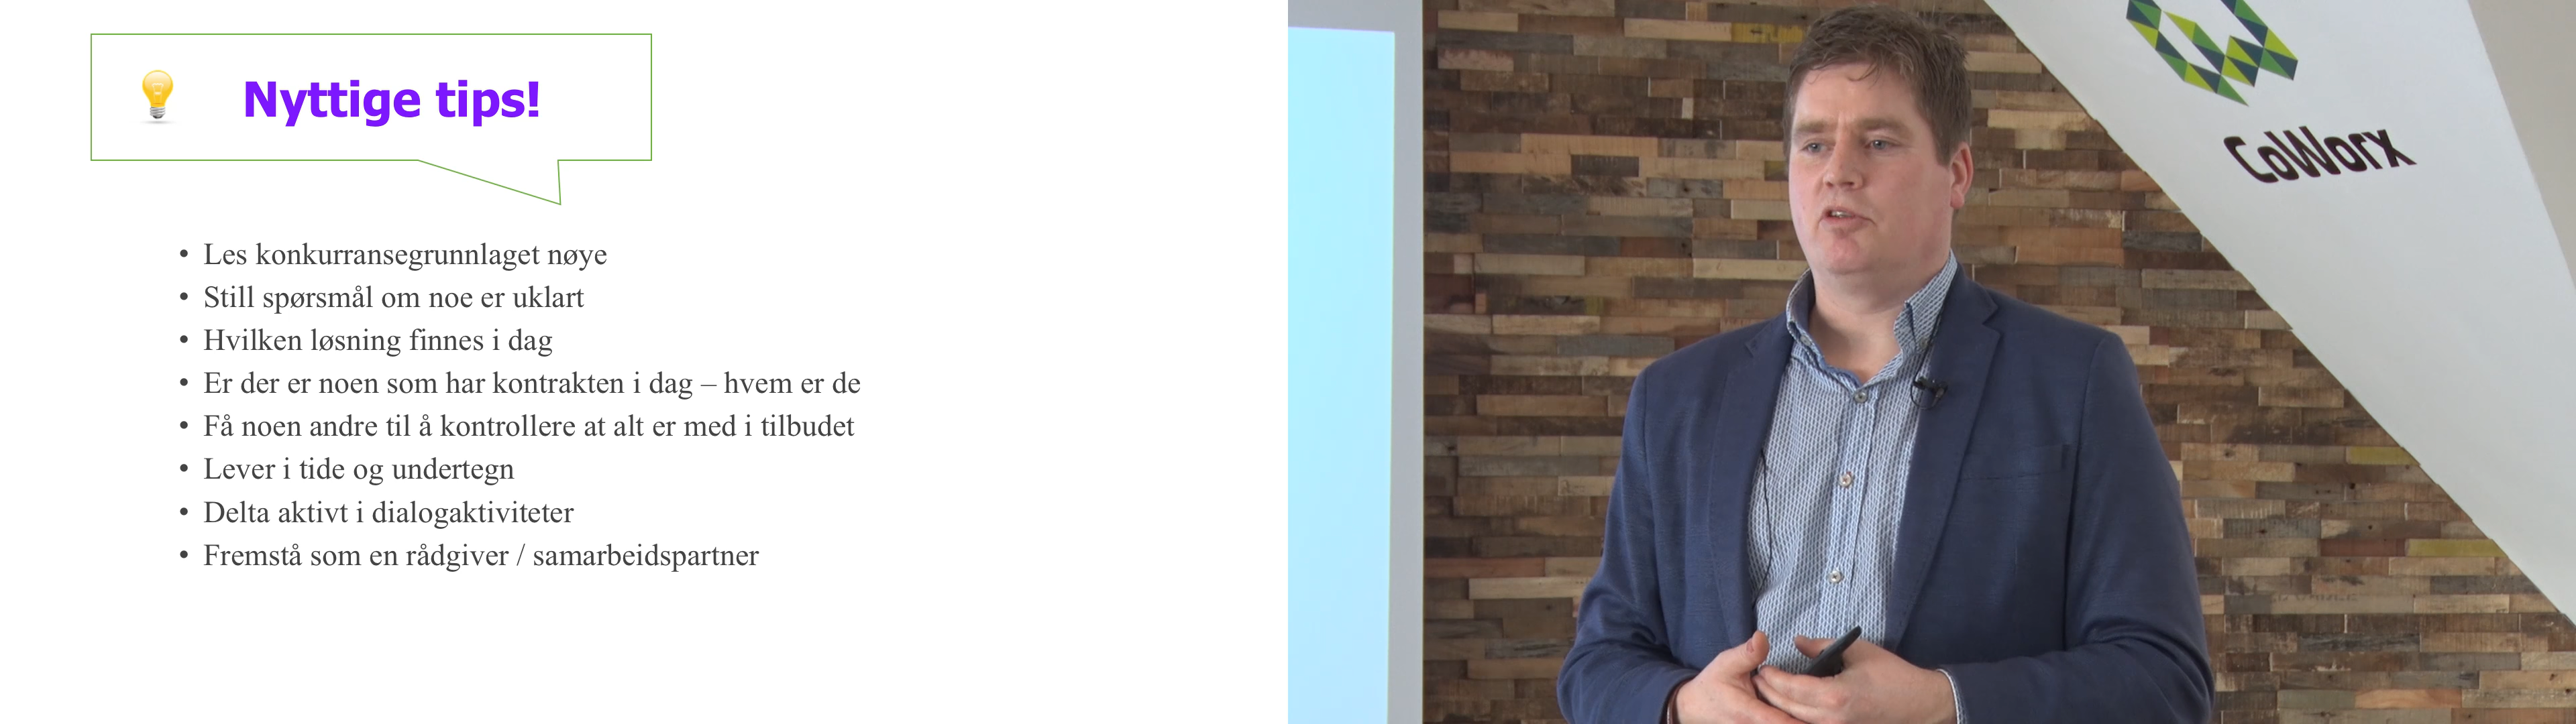 Nyttige tips!
• Les konkurransegrunnlaget nøye
• Still spørsmål om noe er uklart
• Hvilken løsning finnes i dag
• Er der er noen som har kontrakten i dag – hvem er de
• Få noen andre til å kontrollere at alt er med i tilbudet
• Lever i tide og undertegn
• Delta aktivt i dialogaktiviteter
• Fremstå som en rådgiver / samarbeidspartner
CoWorx